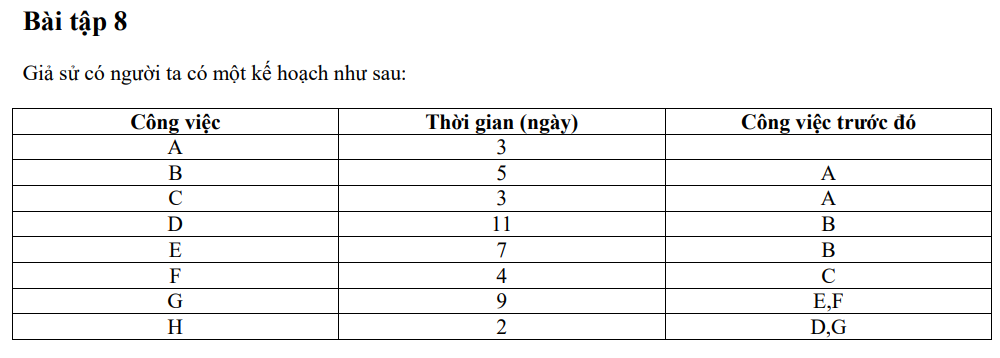 Bài tập 8
Giả sử có người ta có một kế hoạch như sau:
Công việc Thời gian (ngày) Công việc trước đó
A 3
B 5 A
C 3 A
D 11 B
E 7 B
F 4 C
G 9 E,F
H 2 D,G